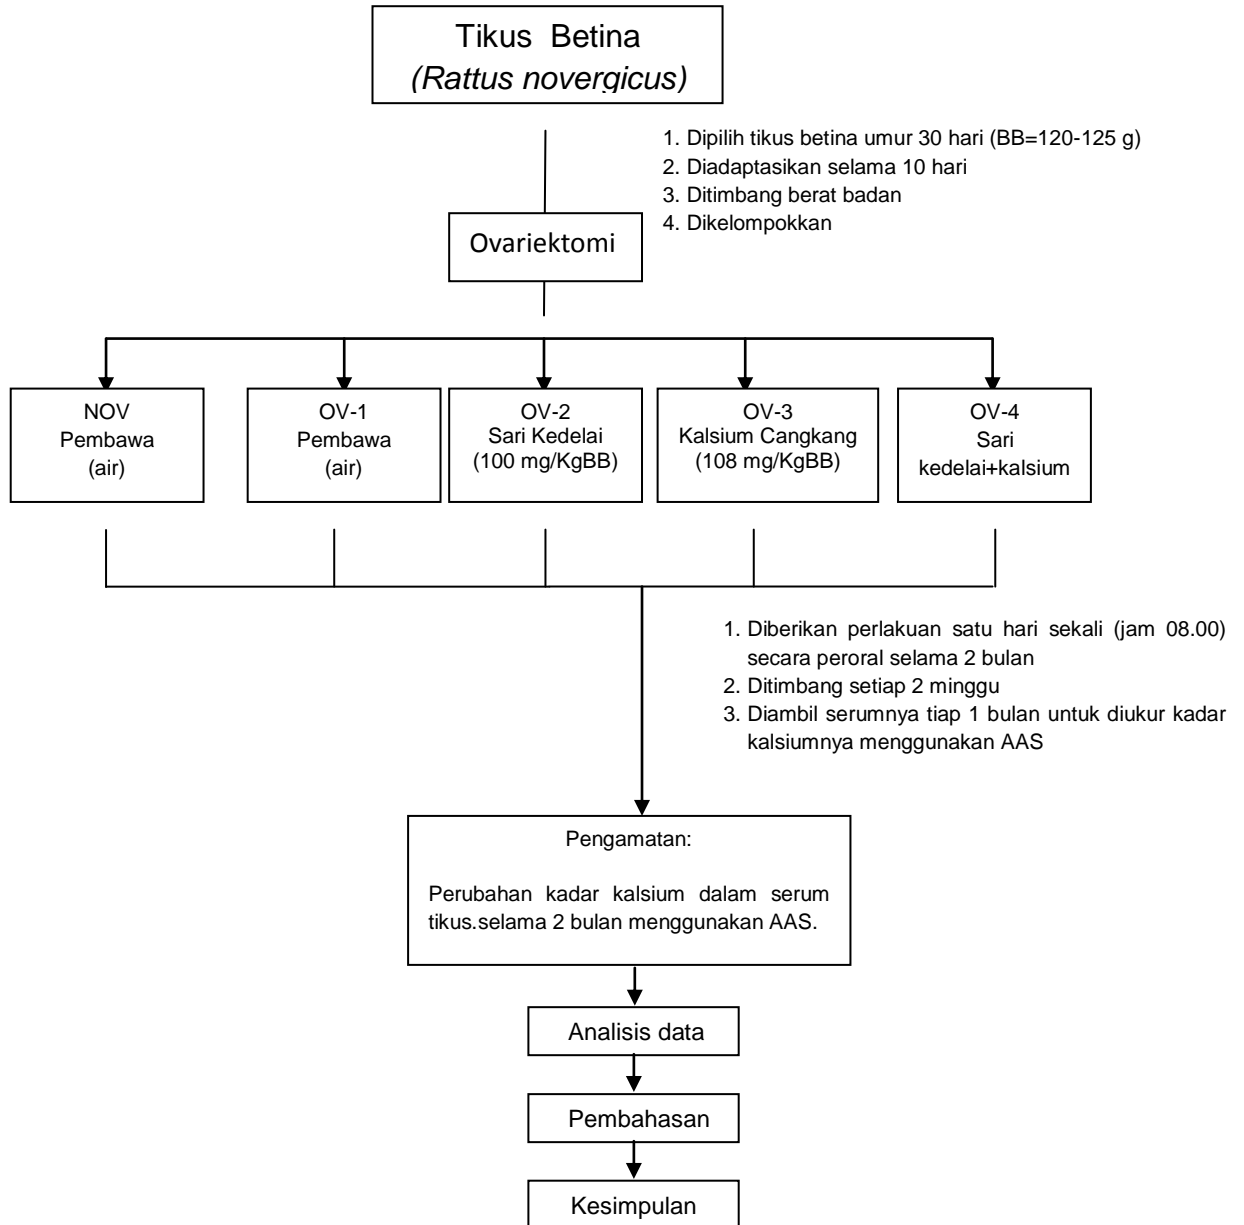 Tikus Betina
(Rattus novergicus)
1. Dipilih tikus betina umur 30 hari (BB=120-125 g)
2. Diadaptasikan selama 10 hari
3. Ditimbang berat badan
4. Dikelompokkan
Ovariektomi
NOV
Pembawa
(air)
OV-1
Pembawa
(air)
OV-2
Sari Kedelai
(100 mg/KgBB)
OV-3
Kalsium Cangkang
(108 mg/KgBB)
OV-4
Sari
kedelai+kalsium
1. Diberikan perlakuan satu hari sekali (jam 08.00)
secara peroral selama 2 bulan
2. Ditimbang setiap 2 minggu
3. Diambil serumnya tiap 1 bulan untuk diukur kadar
kalsiumnya menggunakan AAS
Pengamatan:
Perubahan kadar kalsium dalam serum
tikus.selama 2 bulan menggunakan AAS.
Analisis data
Pembahasan
Kesimpulan